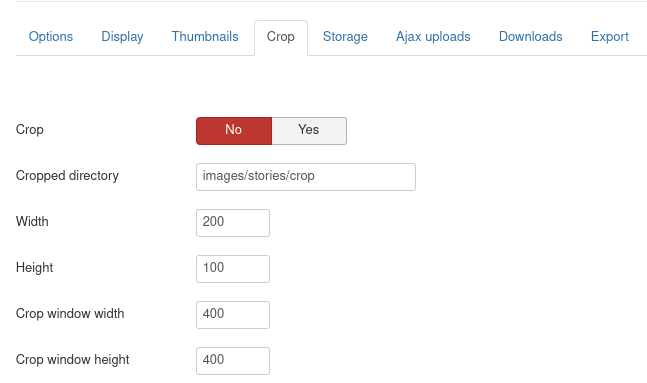 Options Display Thumbnails Crop Storage Ajax uploads Downloads Export
Crop No Yes
Cropped directory images/stories/crop
Width 200
Height 100
Crop window width 400
Crop window height 400